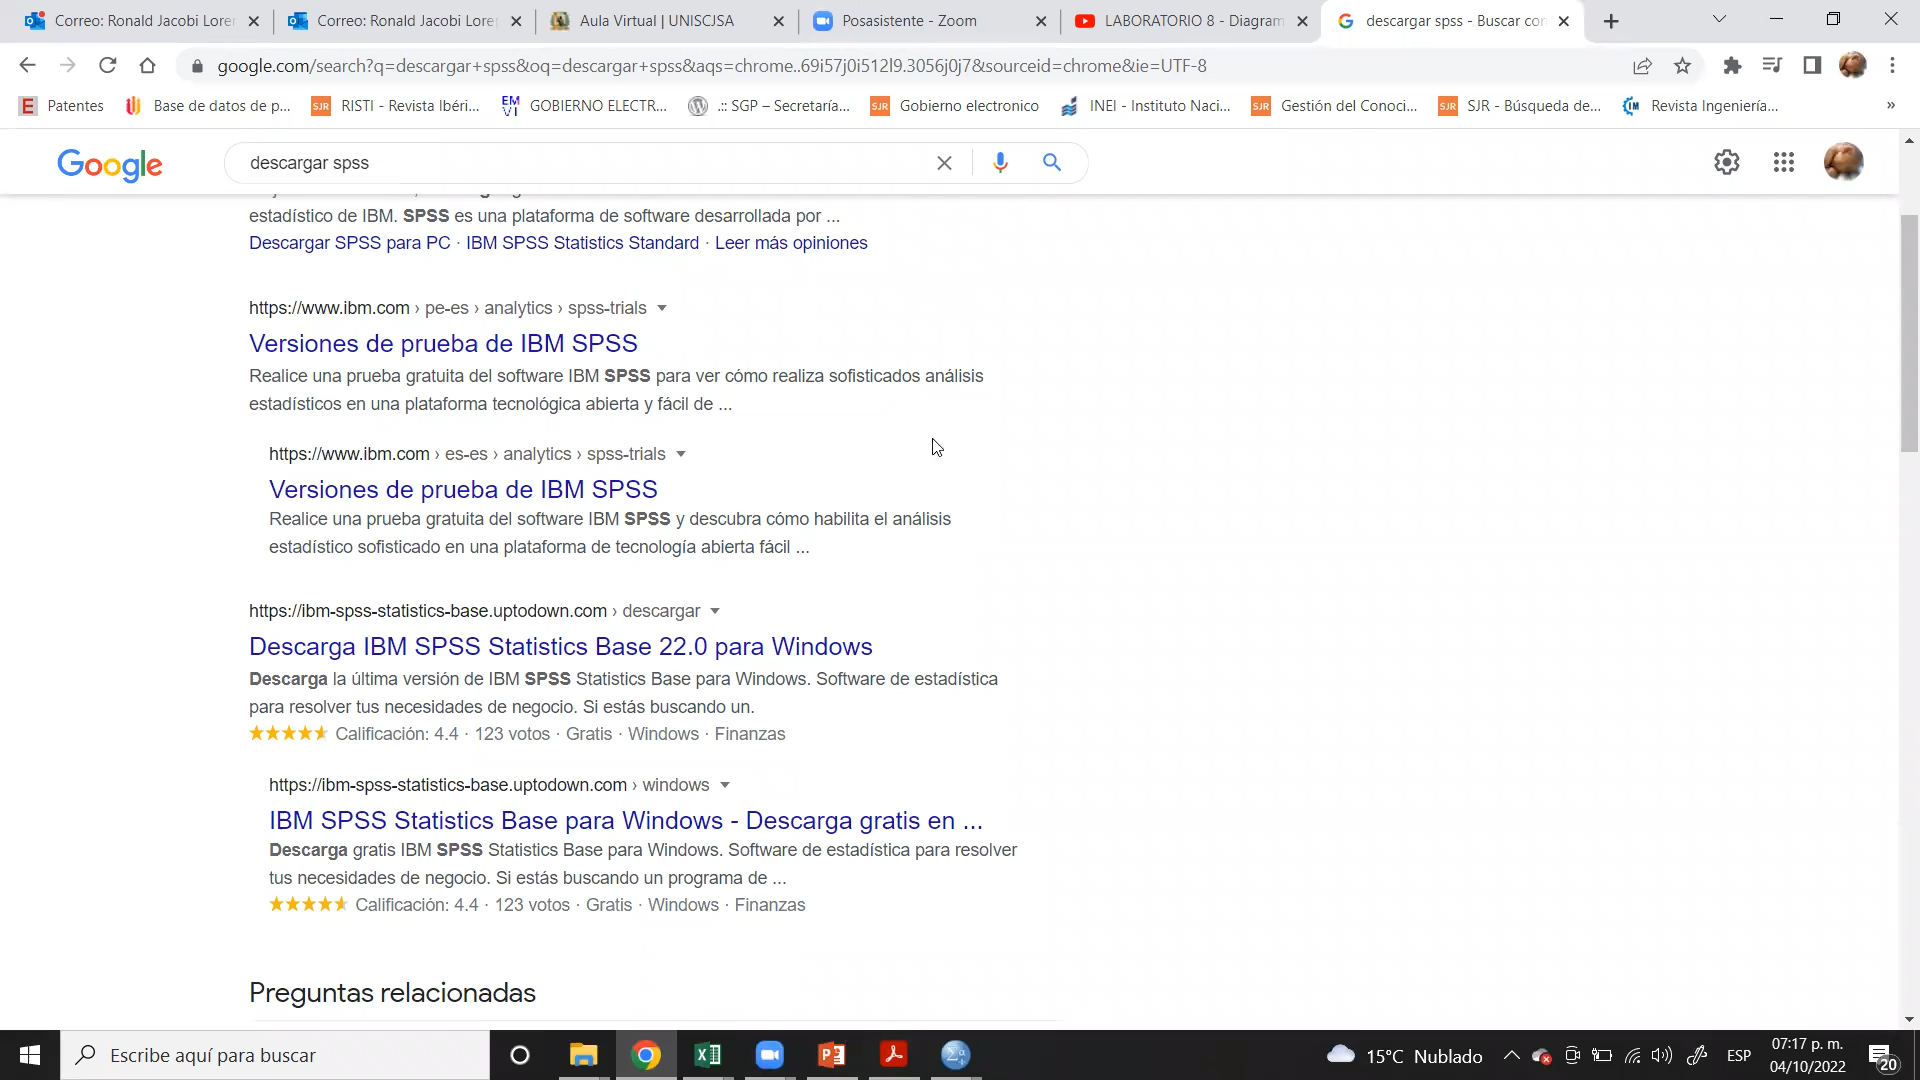 Correo: Ronald Jacobi Loren
Correo: Ronald Jacobi Lore
Aula Virtual | UNISCJSA
Posasistente - Zoom
LABORATORIO 8 - Diagram
descargar spss - Buscar con
google.com/search?q=descargar+spss&oq=descargar+spss&aqs=chrome..69i57j0i512l9.3056j0j7&sourceid=chrome&ie=UTF-8
Patentes
Base de datos de p...
RISTI - Revista Ibéri...
GOBIERNO ELECTR...
.:: SGP – Secretaría...
Gobierno electronico
INEI - Instituto Naci...
Gestión del Conoci...
SJR - Búsqueda de...
Revista Ingeniería...
»
Google
descargar spss
estadístico de IBM. SPSS es una plataforma de software desarrollada por ...
Descargar SPSS para PC · IBM SPSS Statistics Standard · Leer más opiniones
https://www.ibm.com › pe-es › analytics › spss-trials
Versiones de prueba de IBM SPSS
Realice una prueba gratuita del software IBM SPSS para ver cómo realiza sofisticados análisis
estadísticos en una plataforma tecnológica abierta y fácil de ...
https://www.ibm.com › es-es › analytics › spss-trials
Versiones de prueba de IBM SPSS
Realice una prueba gratuita del software IBM SPSS y descubra cómo habilita el análisis
estadístico sofisticado en una plataforma de tecnología abierta fácil ...
https://ibm-spss-statistics-base.uptodown.com › descargar
Descarga IBM SPSS Statistics Base 22.0 para Windows
Descarga la última versión de IBM SPSS Statistics Base para Windows. Software de estadística
para resolver tus necesidades de negocio. Si estás buscando un.
Calificación: 4.4 · 123 votos · Gratis · Windows · Finanzas
https://ibm-spss-statistics-base.uptodown.com › windows
IBM SPSS Statistics Base para Windows - Descarga gratis en ...
Descarga gratis IBM SPSS Statistics Base para Windows. Software de estadística para resolver
tus necesidades de negocio. Si estás buscando un programa de ...
Calificación: 4.4 · 123 votos · Gratis · Windows · Finanzas
Preguntas relacionadas
Escribe aquí para buscar
15°C Nublado
ESP
07:17 p. m.
04/10/2022
20